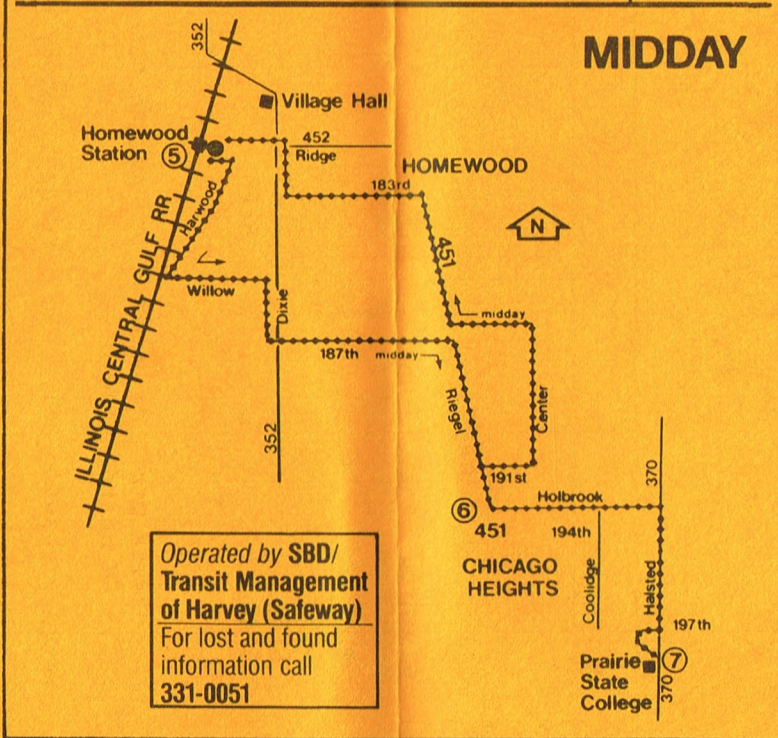 MIDDAY
352
Village Hall
Homewood
Station ⑤
452
Ridge
HOMEWOOD
183rd
Harwood
N
ILLINOIS CENTRAL GULF RR
451
Willow
Dixie
midday
187th midday
Riegel
Center
352
191st
370
⑥
Holbrook
451
194th
CHICAGO
HEIGHTS
Coolidge
Halsted
197th
Prairie ⑦
State
College
370
Operated by SBD/
Transit Management
of Harvey (Safeway)
For lost and found
information call
331-0051